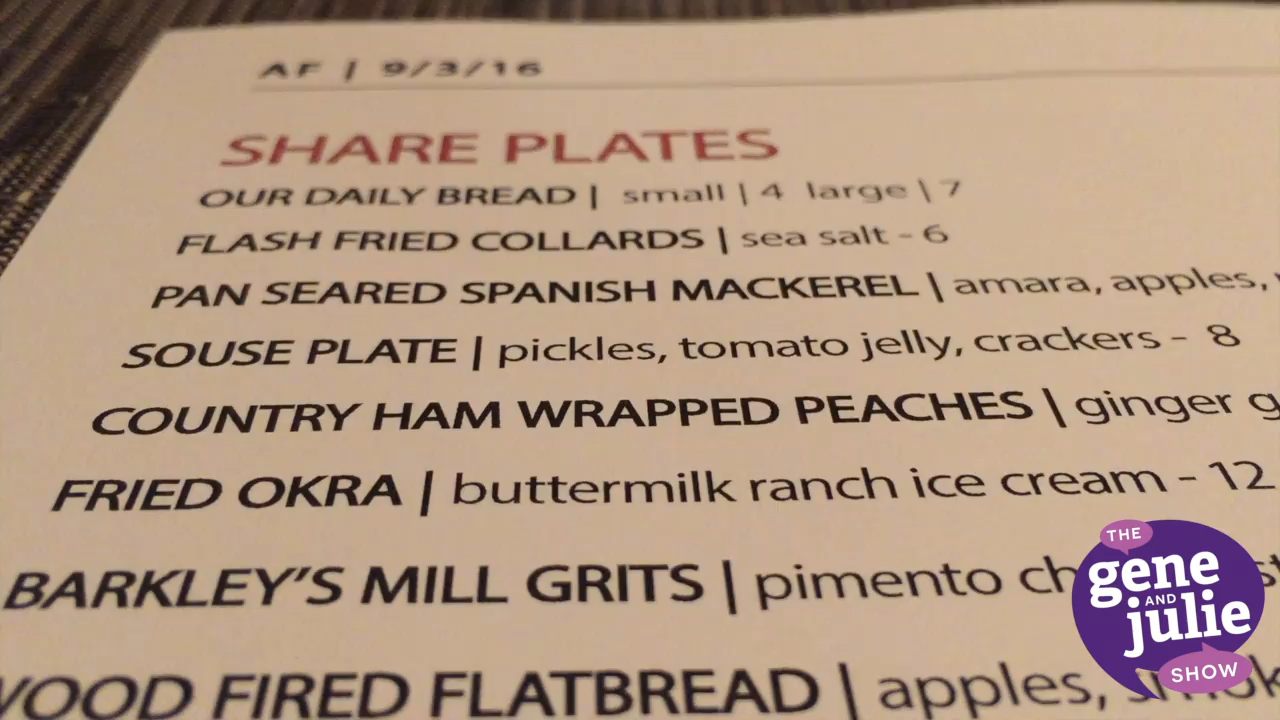 AF | 9/3/16
SHARE PLATES
OUR DAILY BREAD | small | 4 large | 7
FLASH FRIED COLLARDS | sea salt - 6
PAN SEARED SPANISH MACKEREL | amara, apples,
SOUSE PLATE | pickles, tomato jelly, crackers - 8
COUNTRY HAM WRAPPED PEACHES | ginger g
FRIED OKRA | buttermilk ranch ice cream - 12
BARKLEY'S MILL GRITS | pimento ch
WOOD FIRED FLATBREAD | apples,
THE
gene
AND
julie
SHOW